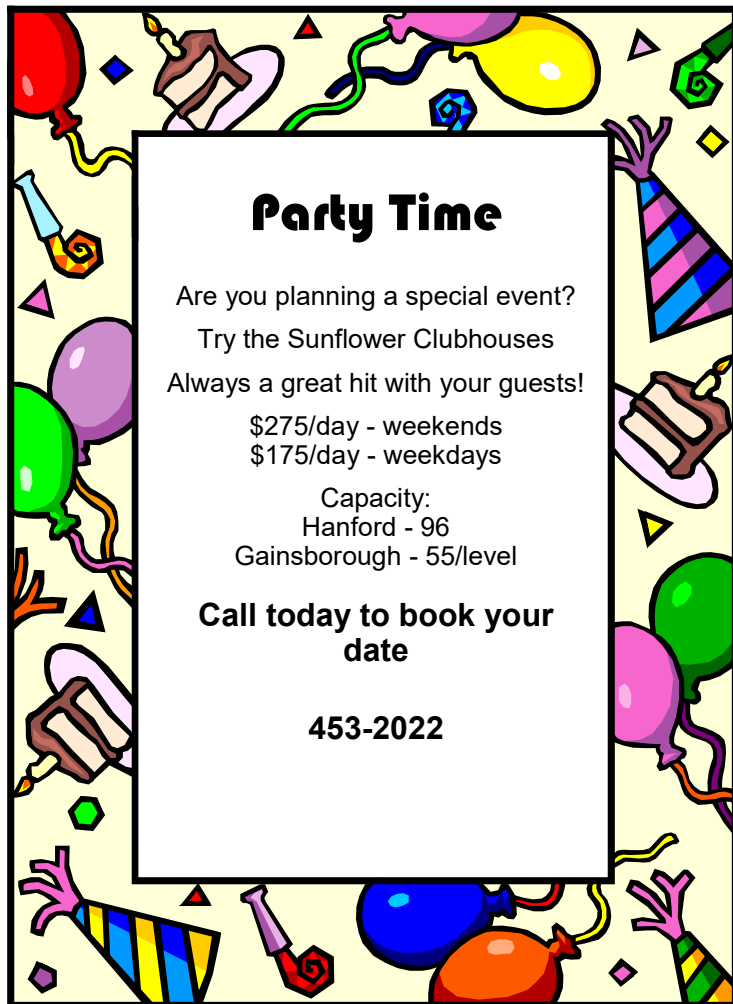 Party Time
Are you planning a special event?
Try the Sunflower Clubhouses
Always a great hit with your guests!
$275/day - weekends
$175/day - weekdays
Capacity:
Hanford - 96
Gainsborough - 55/level
Call today to book your
date
453-2022